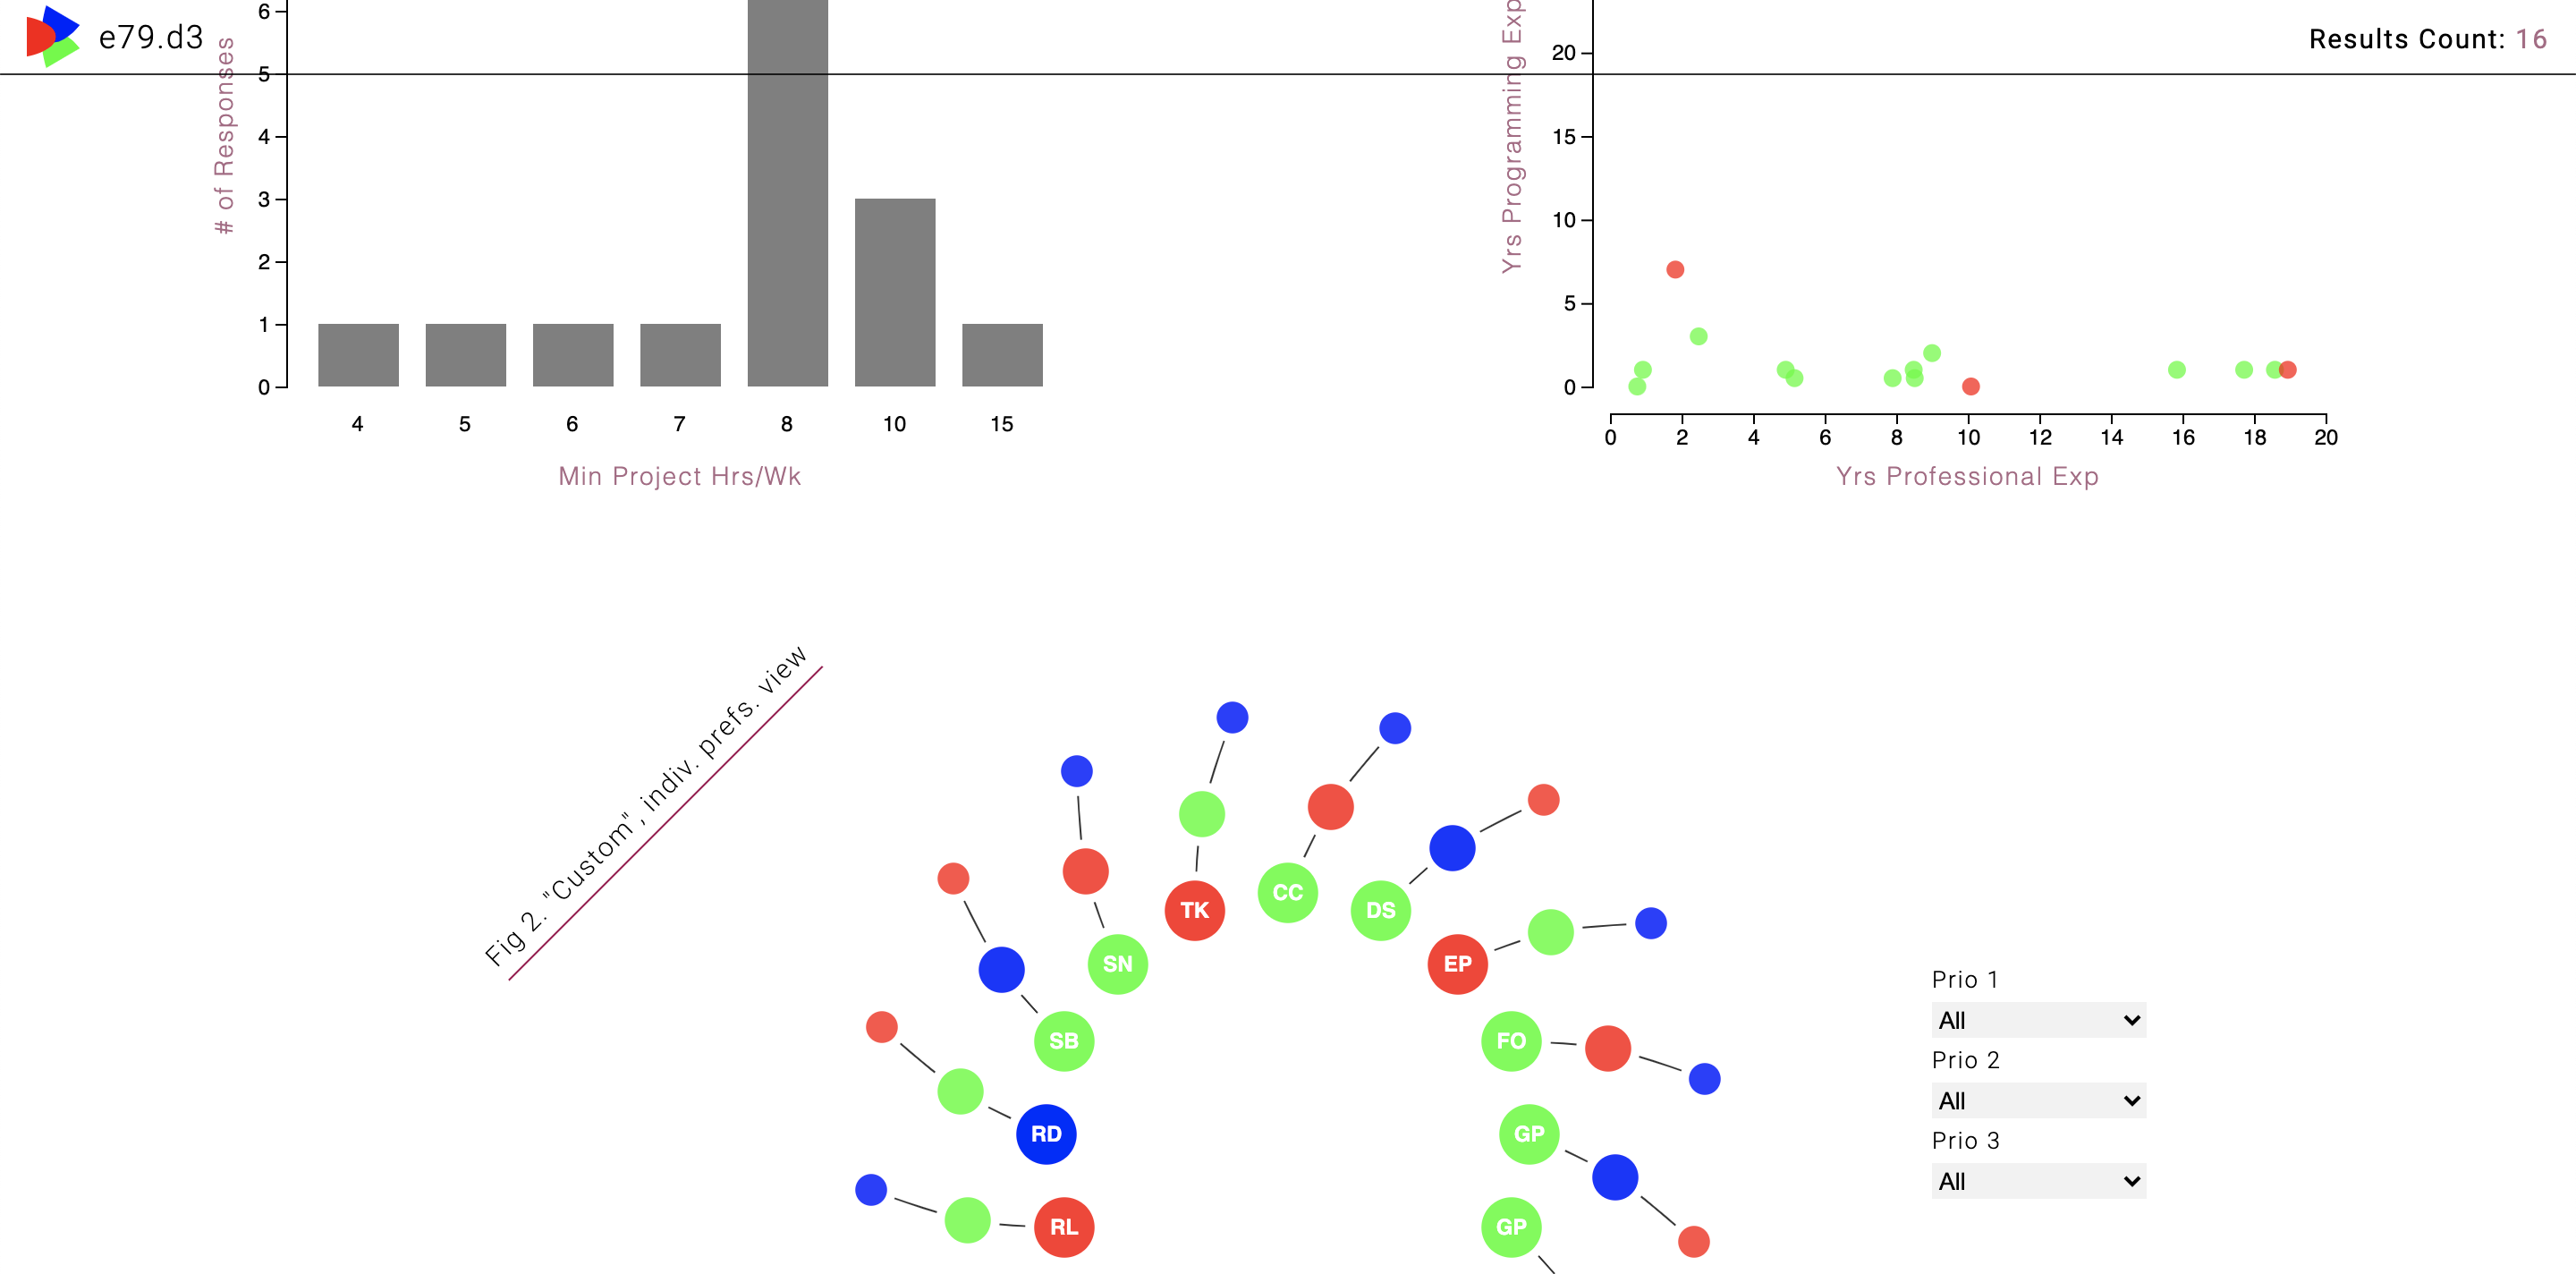 e79.d3
Results Count: 16
# of Responses
6
5
4
3
2
1
0
4 5 6 7 8 10 15
Min Project Hrs/Wk
Yrs Programming Exp
20
15
10
5
0
0 2 4 6 8 10 12 14 16 18 20
Yrs Professional Exp
Fig 2. "Custom", indiv. prefs. view
TK
CC
DS
SN
EP
SB
FO
RD
GP
RL
GP
Prio 1
All
Prio 2
All
Prio 3
All